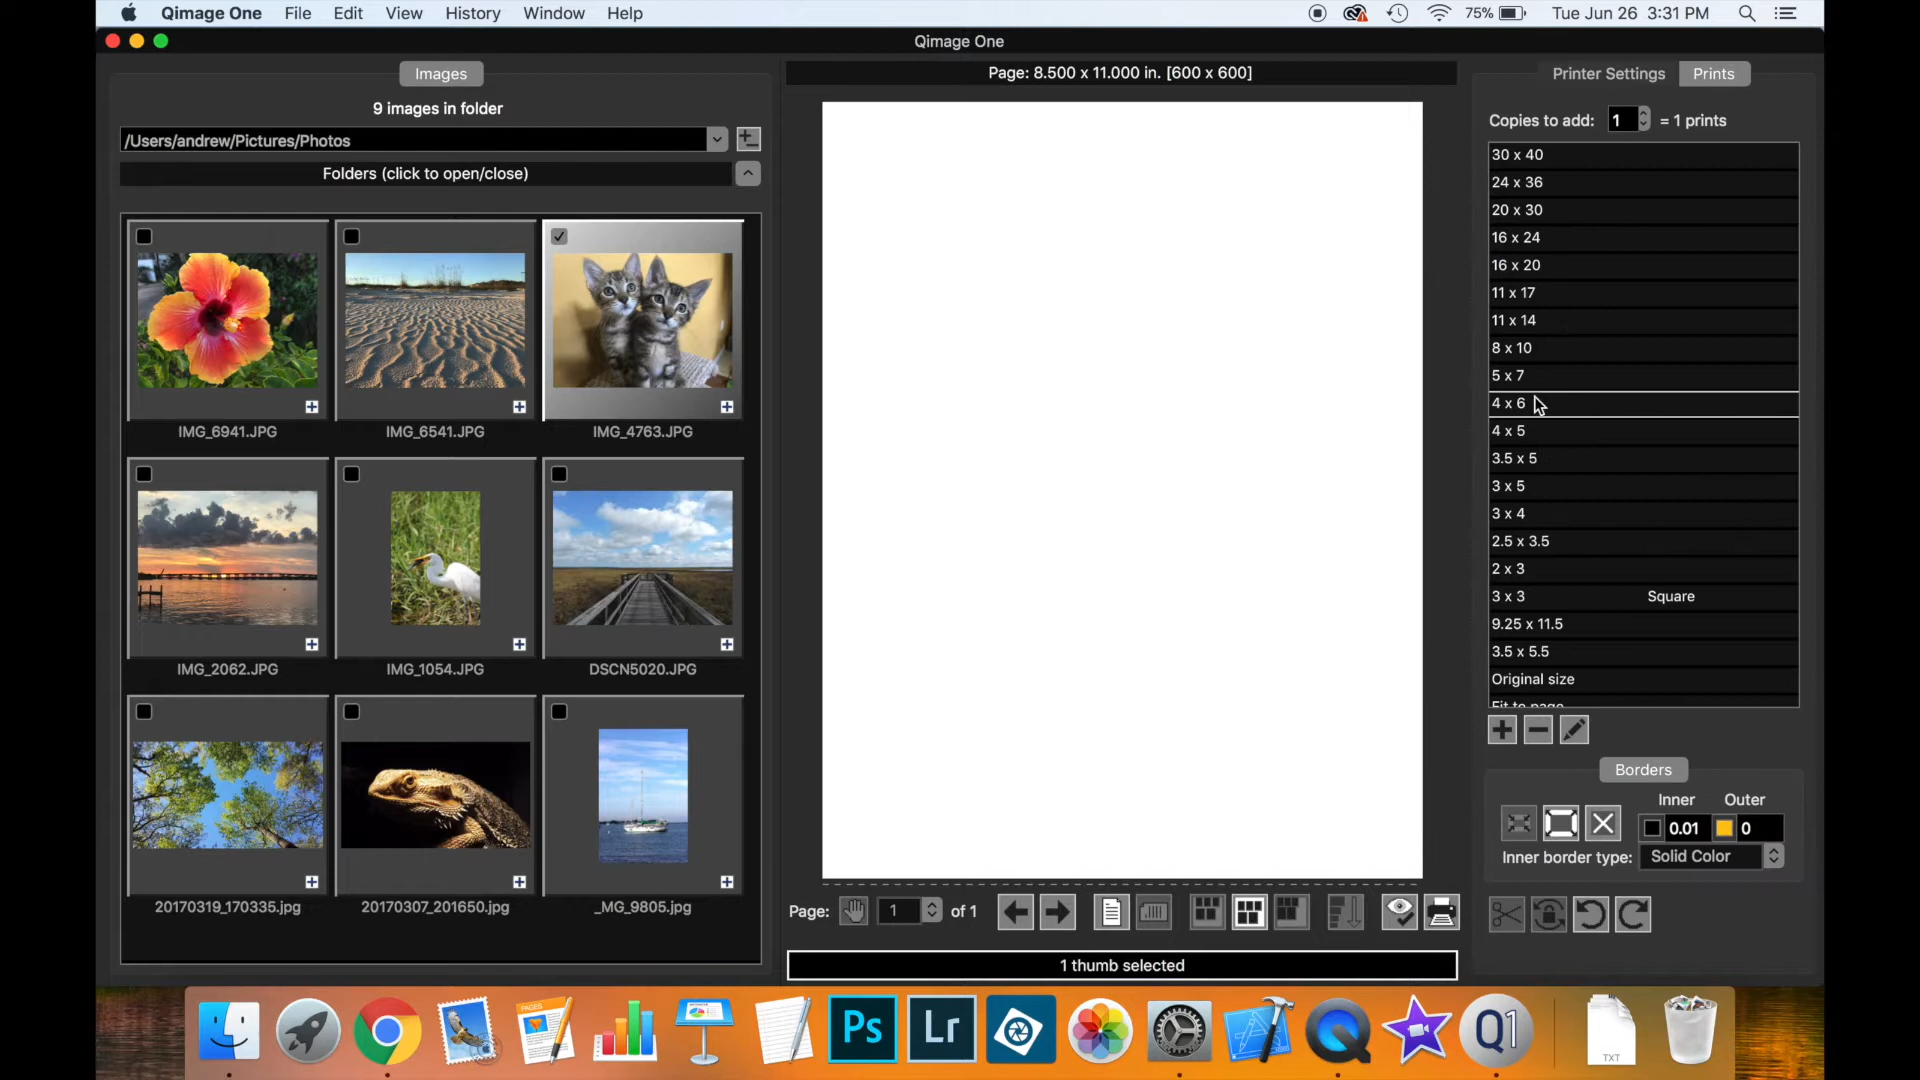 Qimage One File Edit View History Window Help 75% Tue Jun 26 3:31 PM
Qimage One
Images
9 images in folder
/Users/andrew/Pictures/Photos
Folders (click to open/close)
IMG_6941.JPG IMG_6541.JPG IMG_4763.JPG
IMG_2062.JPG IMG_1054.JPG DSCN5020.JPG
20170319_170335.jpg 20170307_201650.jpg _MG_9805.jpg
Page: 8.500 x 11.000 in. [600 x 600]
Page: 1 of 1
1 thumb selected
Printer Settings Prints
Copies to add: 1 = 1 prints
30 x 40
24 x 36
20 x 30
16 x 24
16 x 20
11 x 17
11 x 14
8 x 10
5 x 7
4 x 6
4 x 5
3.5 x 5
3 x 5
3 x 4
2.5 x 3.5
2 x 3
3 x 3 Square
9.25 x 11.5
3.5 x 5.5
Original size
Fit to page
Borders
Inner Outer
0.01 0
Inner border type: Solid Color
Ps Lr Q1 TXT